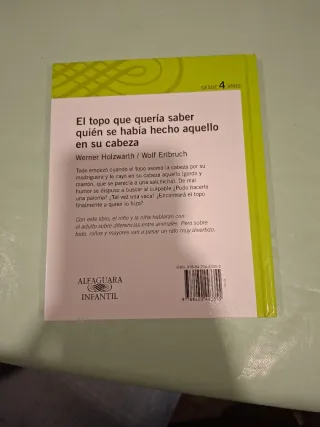 DESDE 4 AÑOS
El topo que quería saber
quién se había hecho aquello
en su cabeza
Werner Holzwarth / Wolf Erlbruch
Todo empezó cuando el topo asomó la cabeza por su
madriguera y le cayó en su cabeza aquello (gordo y
marrón, que se parecía a una salchicha). De mal
humor se dispuso a buscar al culpable. ¿Pudo hacerlo
una paloma? ¿Tal vez una vaca? ¿Encontrará el topo
finalmente a quien lo hizo?
Con este libro, el niño y la niña hablarán con
el adulto sobre diferencias entre animales. Pero sobre
todo, niños y mayores van a pasar un rato muy divertido.
ALFAGUARA
INFANTIL